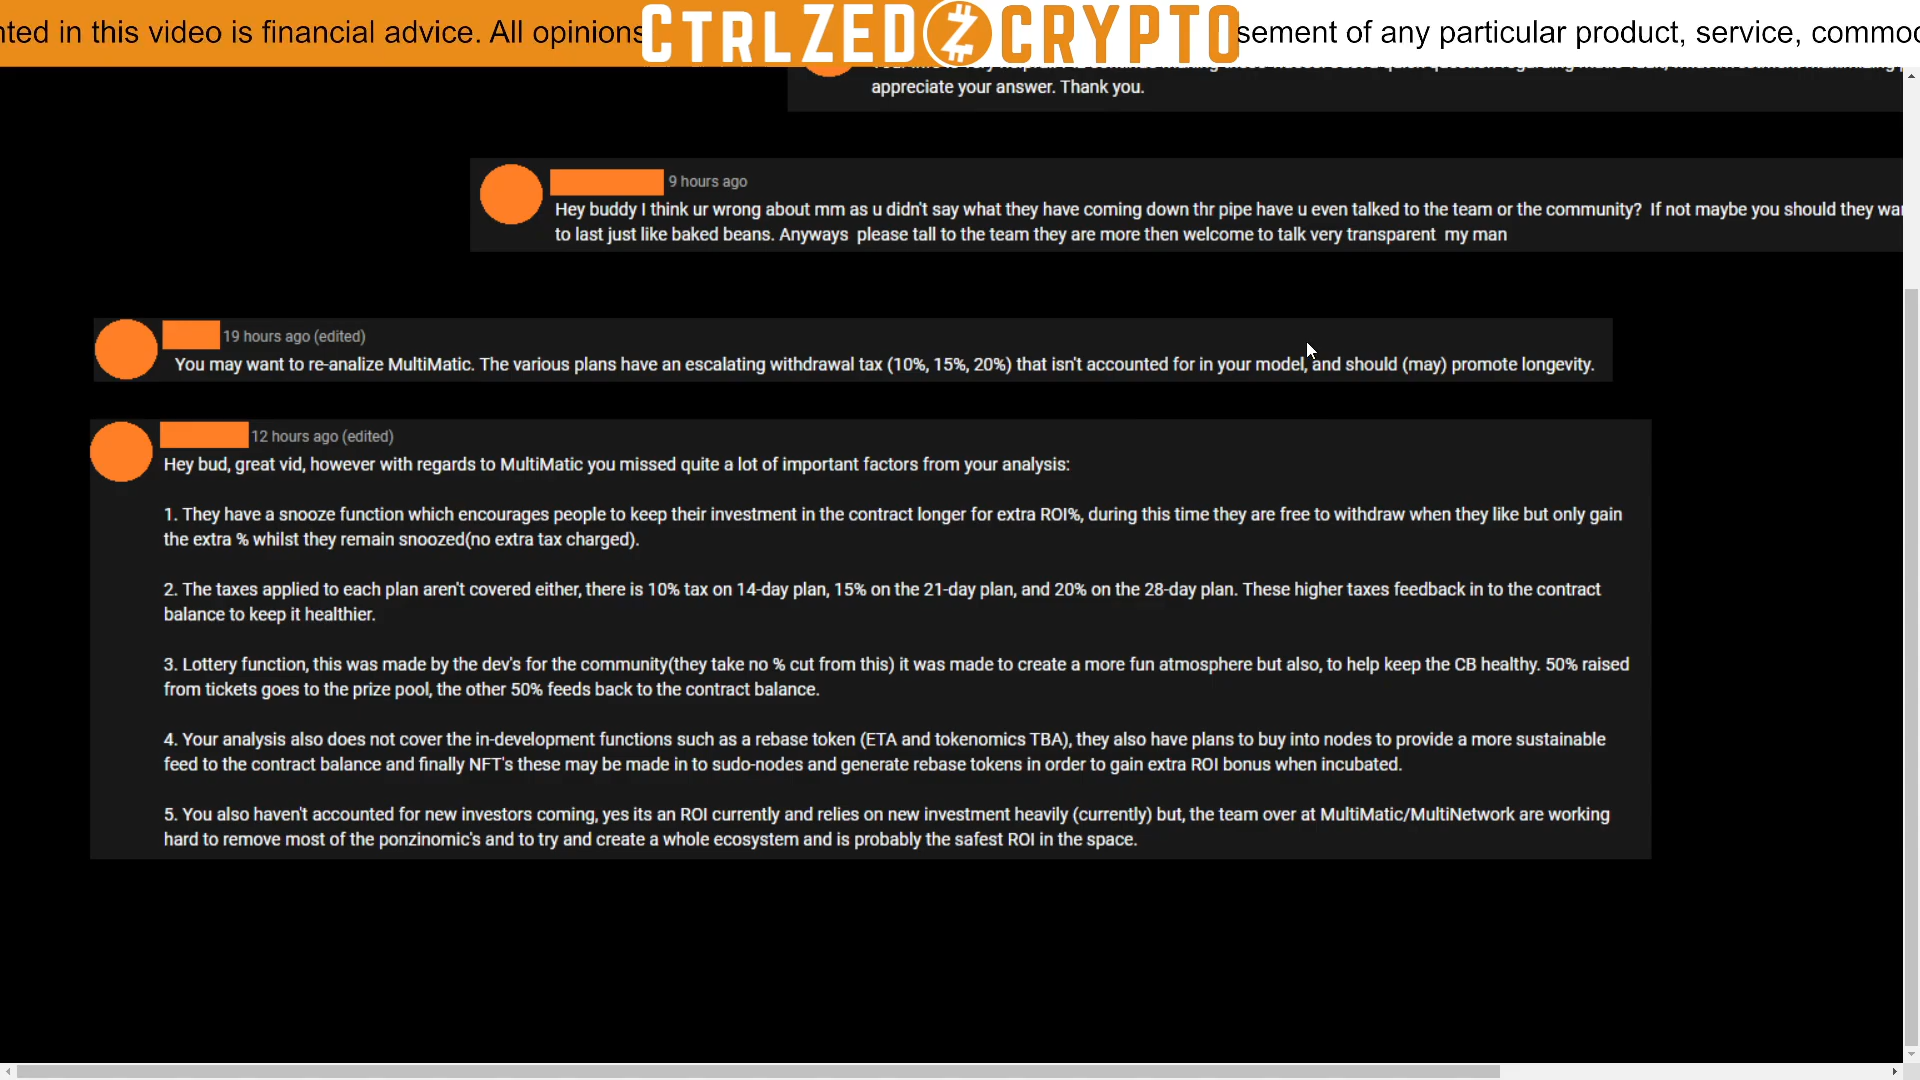 nted in this video is financial advice. All opinions
CTRLZEDCRYPTO
sement of any particular product, service, commod
appreciate your answer. Thank you.
9 hours ago
Hey buddy I think ur wrong about mm as u didn't say what they have coming down thr pipe have u even talked to the team or the community? If not maybe you should they
to last just like baked beans. Anyways please tall to the team they are more then welcome to talk very transparent my man
19 hours ago (edited)
You may want to re-analize MultiMatic. The various plans have an escalating withdrawal tax (10%, 15%, 20%) that isn't accounted for in your model, and should (may) promote longevity.
12 hours ago (edited)
Hey bud, great vid, however with regards to MultiMatic you missed quite a lot of important factors from your analysis:
1. They have a snooze function which encourages people to keep their investment in the contract longer for extra ROI%, during this time they are free to withdraw when they like but only gain
the extra % whilst they remain snoozed(no extra tax charged).
2. The taxes applied to each plan aren't covered either, there is 10% tax on 14-day plan, 15% on the 21-day plan, and 20% on the 28-day plan. These higher taxes feedback in to the contract
balance to keep it healthier.
3. Lottery function, this was made by the dev's for the community(they take no % cut from this) it was made to create a more fun atmosphere but also, to help keep the CB healthy. 50% raised
from tickets goes to the prize pool, the other 50% feeds back to the contract balance.
4. Your analysis also does not cover the in-development functions such as a rebase token (ETA and tokenomics TBA), they also have plans to buy into nodes to provide a more sustainable
feed to the contract balance and finally NFT's these may be made in to sudo-nodes and generate rebase tokens in order to gain extra ROI bonus when incubated.
5. You also haven't accounted for new investors coming, yes its an ROI currently and relies on new investment heavily (currently) but, the team over at MultiMatic/MultiNetwork are working
hard to remove most of the ponzinomic's and to try and create a whole ecosystem and is probably the safest ROI in the space.